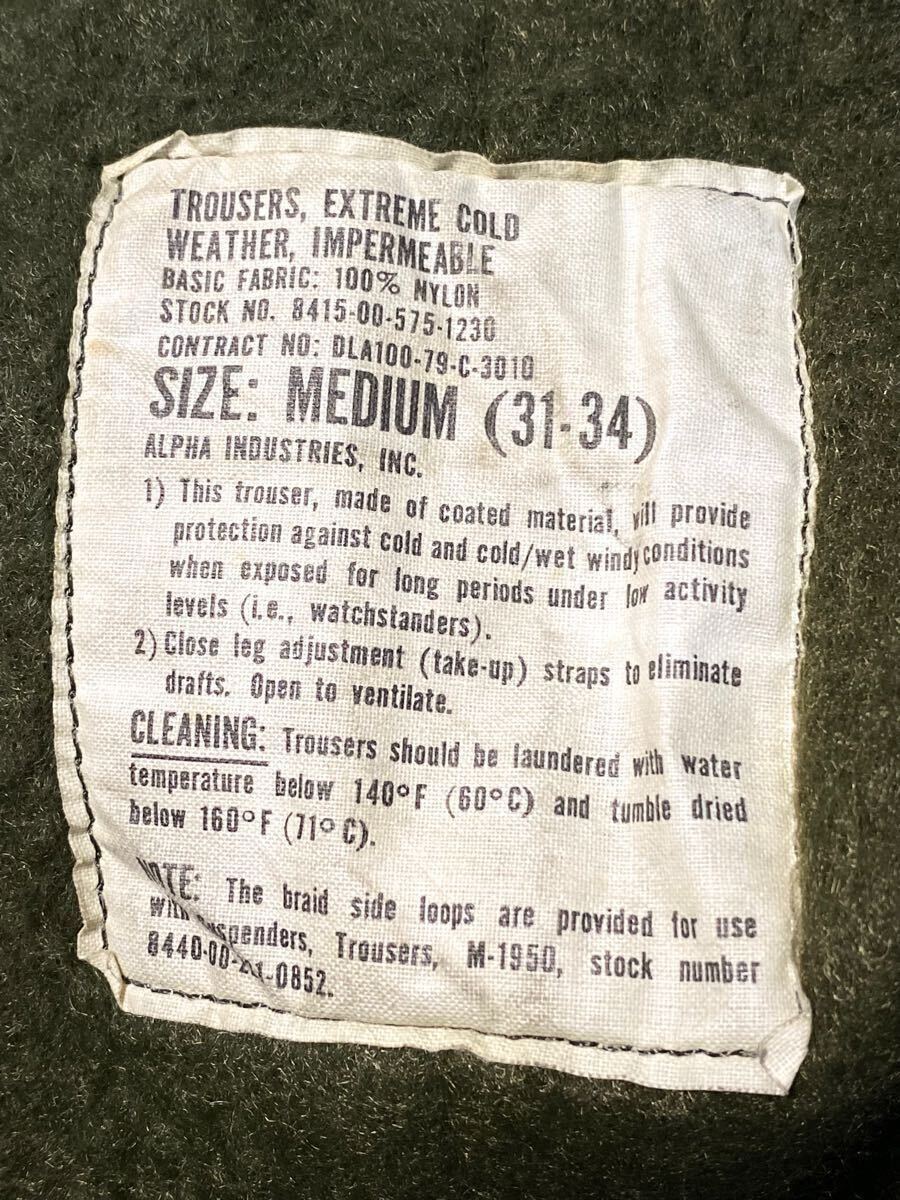 TROUSERS, EXTREME COLD
WEATHER, IMPERMEABLE
BASIC FABRIC: 100% NYLON
STOCK NO. 8415-00-575-1230
CONTRACT NO: DLA100-79-C-3010
SIZE: MEDIUM (31-34)
ALPHA INDUSTRIES, INC.
1) This trouser, made of coated material, will provide
protection against cold and cold/wet windy conditions
when exposed for long periods under low activity
levels (i.e., watchstanders).
2) Close leg adjustment (take-up) straps to eliminate
drafts. Open to ventilate.
CLEANING: Trousers should be laundered with water
temperature below 140°F (60°C) and tumble dried
below 160°F (71°C).
NOTE: The braid side loops are provided for use
with suspenders, Trousers, M-1950, stock number